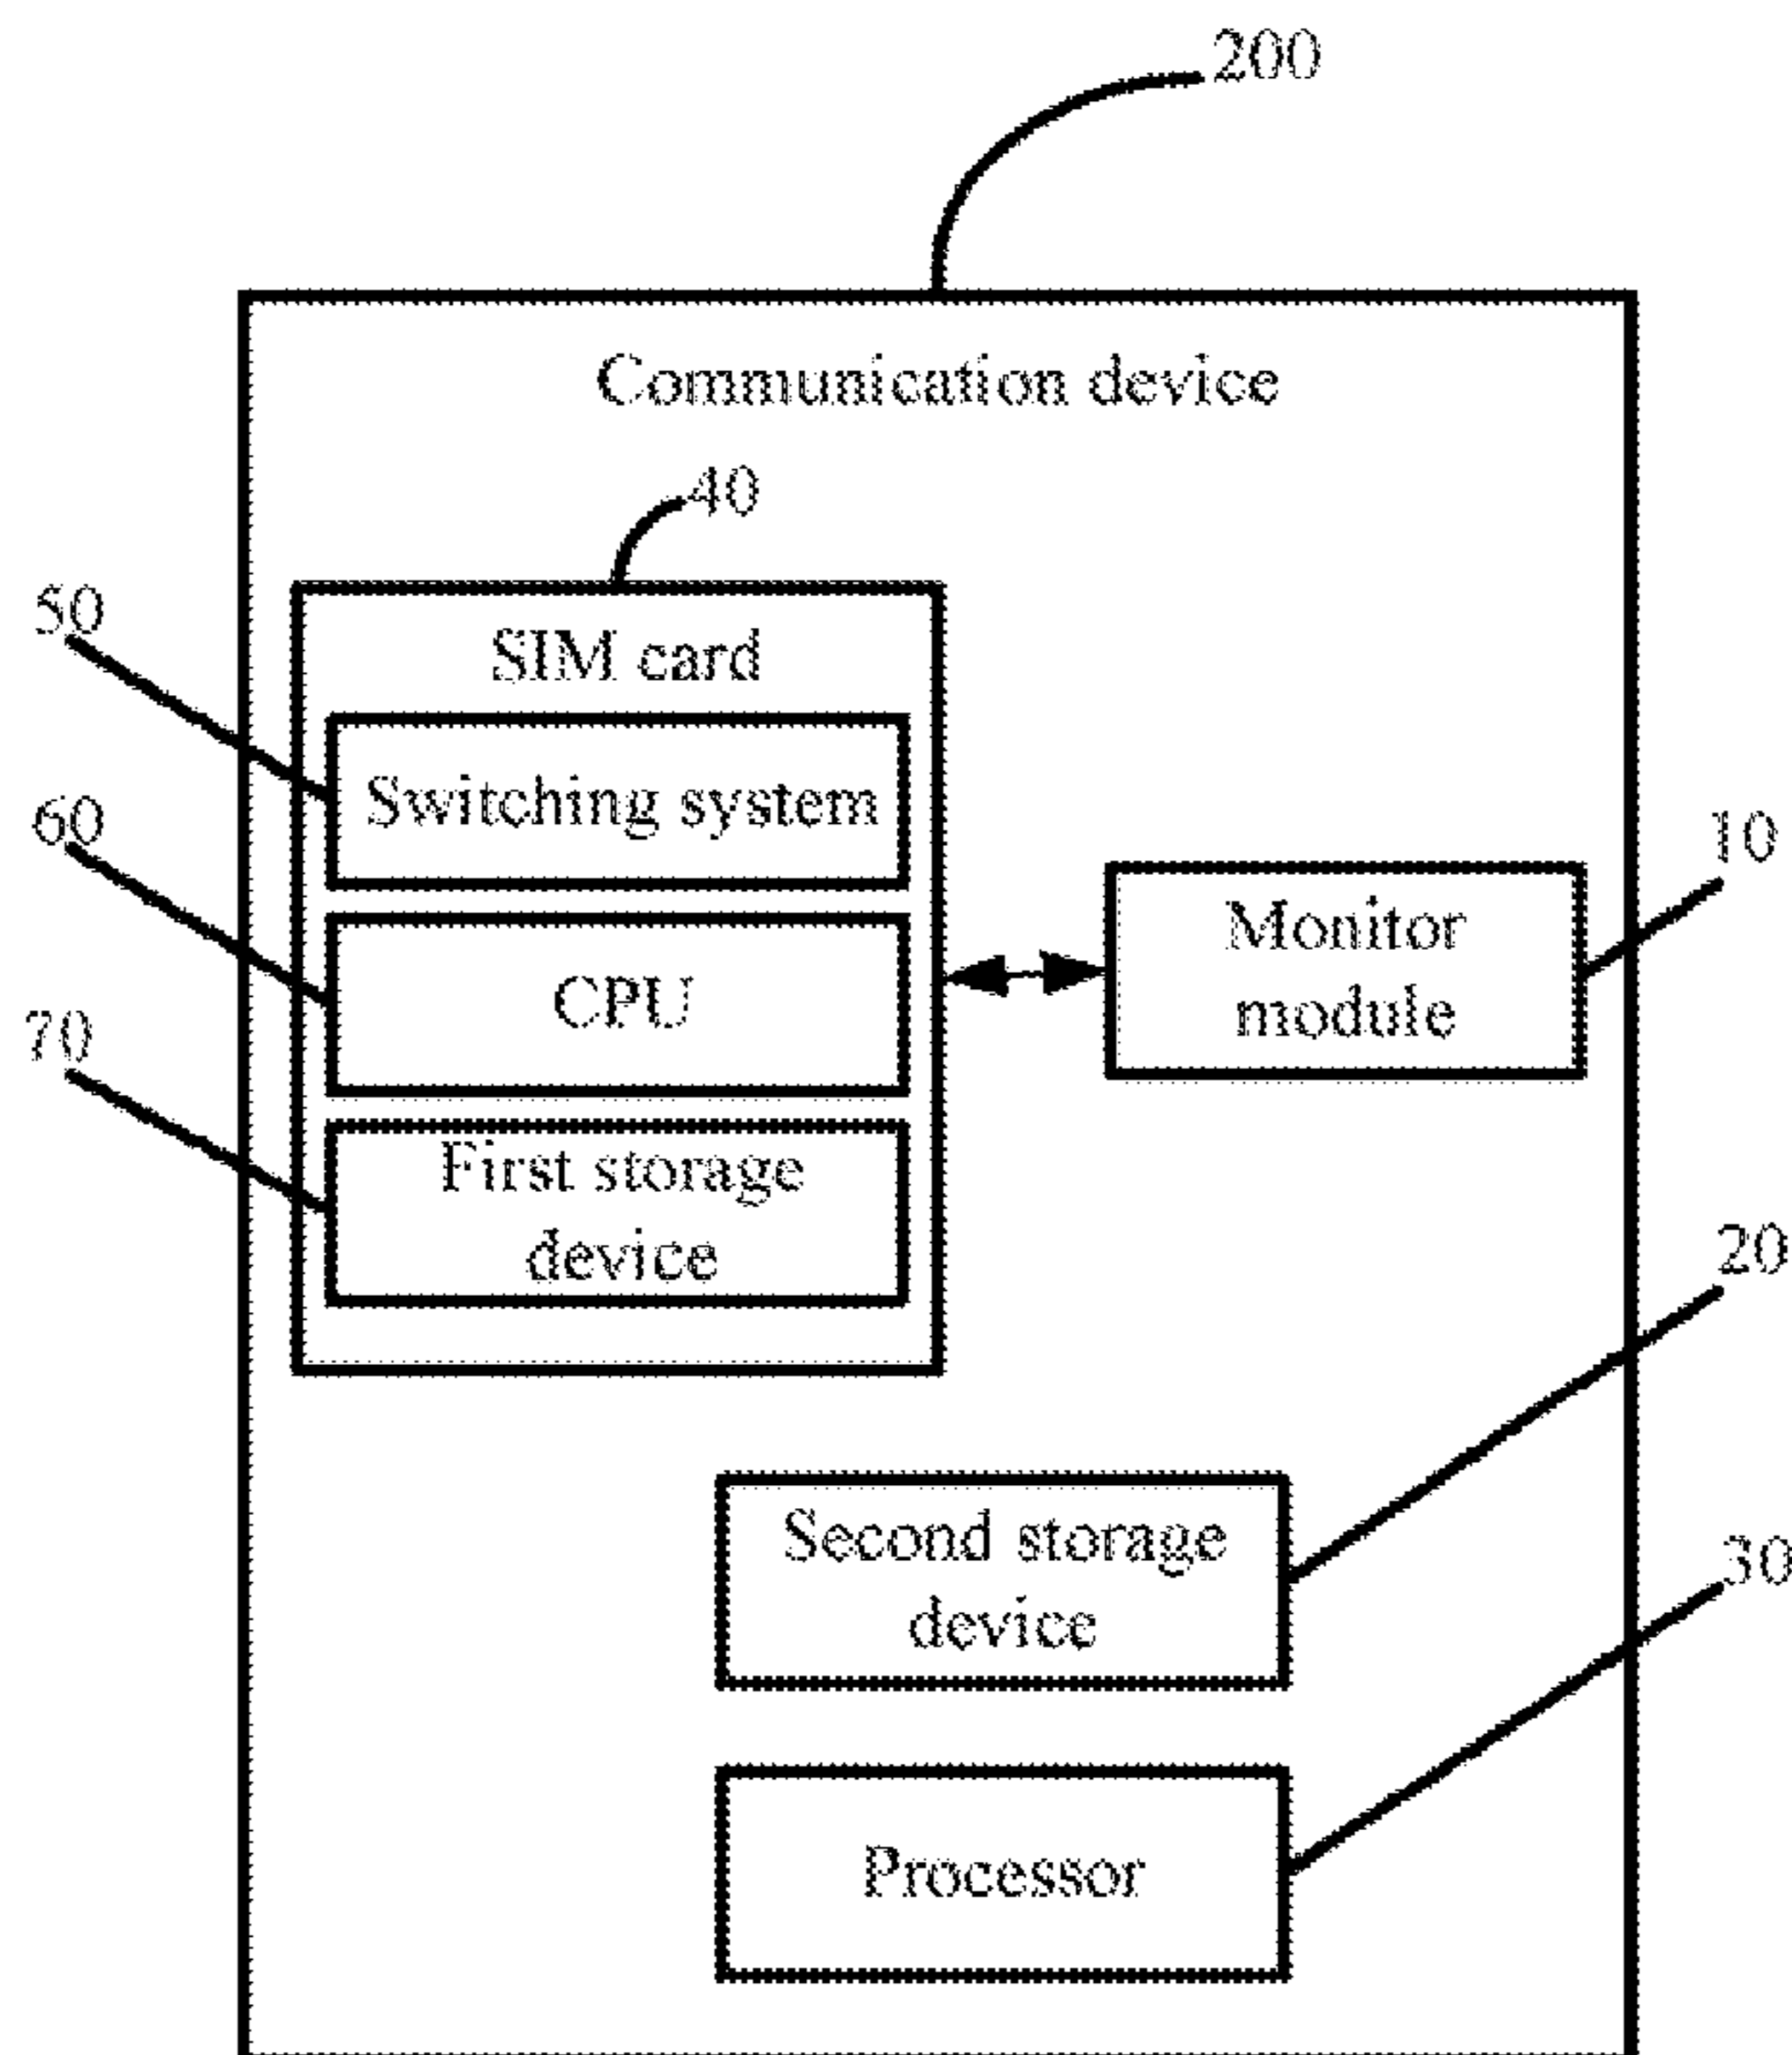 200
Communication device
40
50
SIM card
Switching system
60
10
Monitor
module
CPU
70
First storage
device
20
Second storage
device
30
Processor